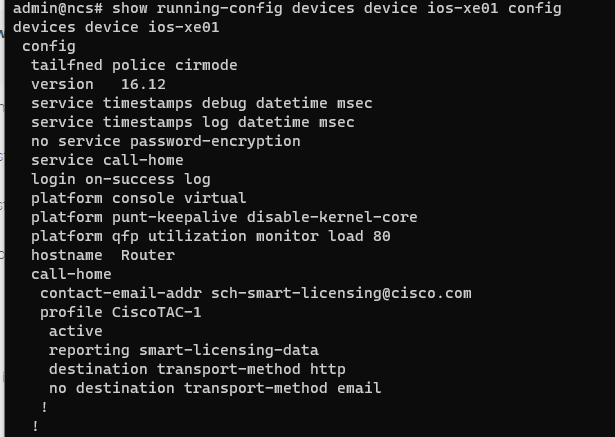 admin@ncs# show running-config devices device ios-xe01 config
devices device ios-xe01
 config
  tailfned police cirmode
  version   16.12
  service timestamps debug datetime msec
  service timestamps log datetime msec
  no service password-encryption
  service call-home
  login on-success log
  platform console virtual
  platform punt-keepalive disable-kernel-core
  platform qfp utilization monitor load 80
  hostname  Router
  call-home
   contact-email-addr sch-smart-licensing@cisco.com
   profile CiscoTAC-1
    active
    reporting smart-licensing-data
    destination transport-method http
    no destination transport-method email
   !
  !